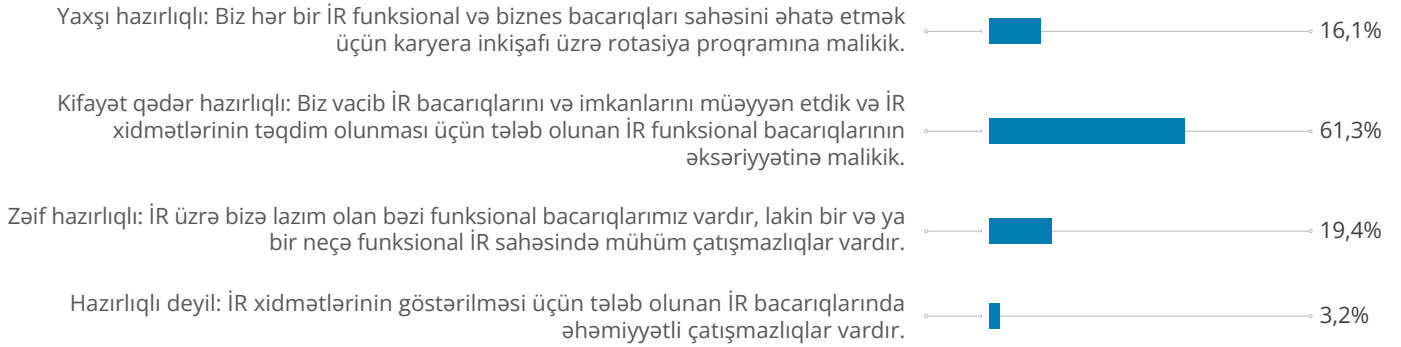 Yaxşı hazırlıqlı: Biz hər bir İR funksional və biznes bacarıqları sahəsini əhatə etmək
üçün karyera inkişafı üzrə rotasiya proqramına malikik.
16,1%
Kifayət qədər hazırlıqlı: Biz vacib İR bacarıqlarını və imkanlarını müəyyən etdik və İR
xidmətlərinin təqdim olunması üçün tələb olunan İR funksional bacarıqlarının
əksəriyyətinə malikik.
61,3%
Zəif hazırlıqlı: İR üzrə bizə lazım olan bəzi funksional bacarıqlarımız vardır, lakin bir və ya
bir neçə funksional İR sahəsində mühüm çatışmazlıqlar vardır.
19,4%
Hazırlıqlı deyil: İR xidmətlərinin göstərilməsi üçün tələb olunan İR bacarıqlarında
əhəmiyyətli çatışmazlıqlar vardır.
3,2%